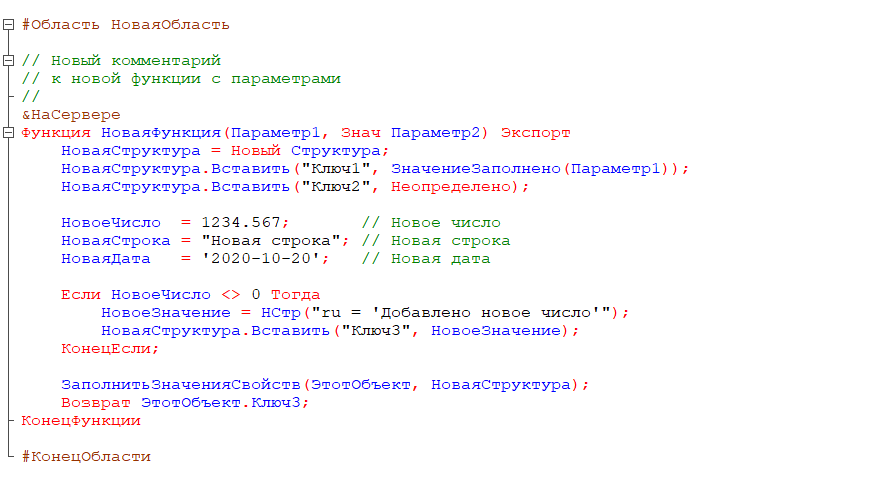 #Область НоваяОбласть
// Новый комментарий
// к новой функции с параметрами
//
&НаСервере
Функция НоваяФункция(Параметр1, Знач Параметр2) Экспорт
    НоваяСтруктура = Новый Структура;
    НоваяСтруктура.Вставить("Ключ1", ЗначениеЗаполнено(Параметр1));
    НоваяСтруктура.Вставить("Ключ2", Неопределено);
    НовоеЧисло  = 1234.567;       // Новое число
    НоваяСтрока = "Новая строка"; // Новая строка
    НоваяДата   = '2020-10-20';   // Новая дата
    Если НовоеЧисло <> 0 Тогда
        НовоеЗначение = НСтр("ru = 'Добавлено новое число'");
        НоваяСтруктура.Вставить("Ключ3", НовоеЗначение);
    КонецЕсли;
    ЗаполнитьЗначенияСвойств(ЭтотОбъект, НоваяСтруктура);
    Возврат ЭтотОбъект.Ключ3;
КонецФункции
#КонецОбласти